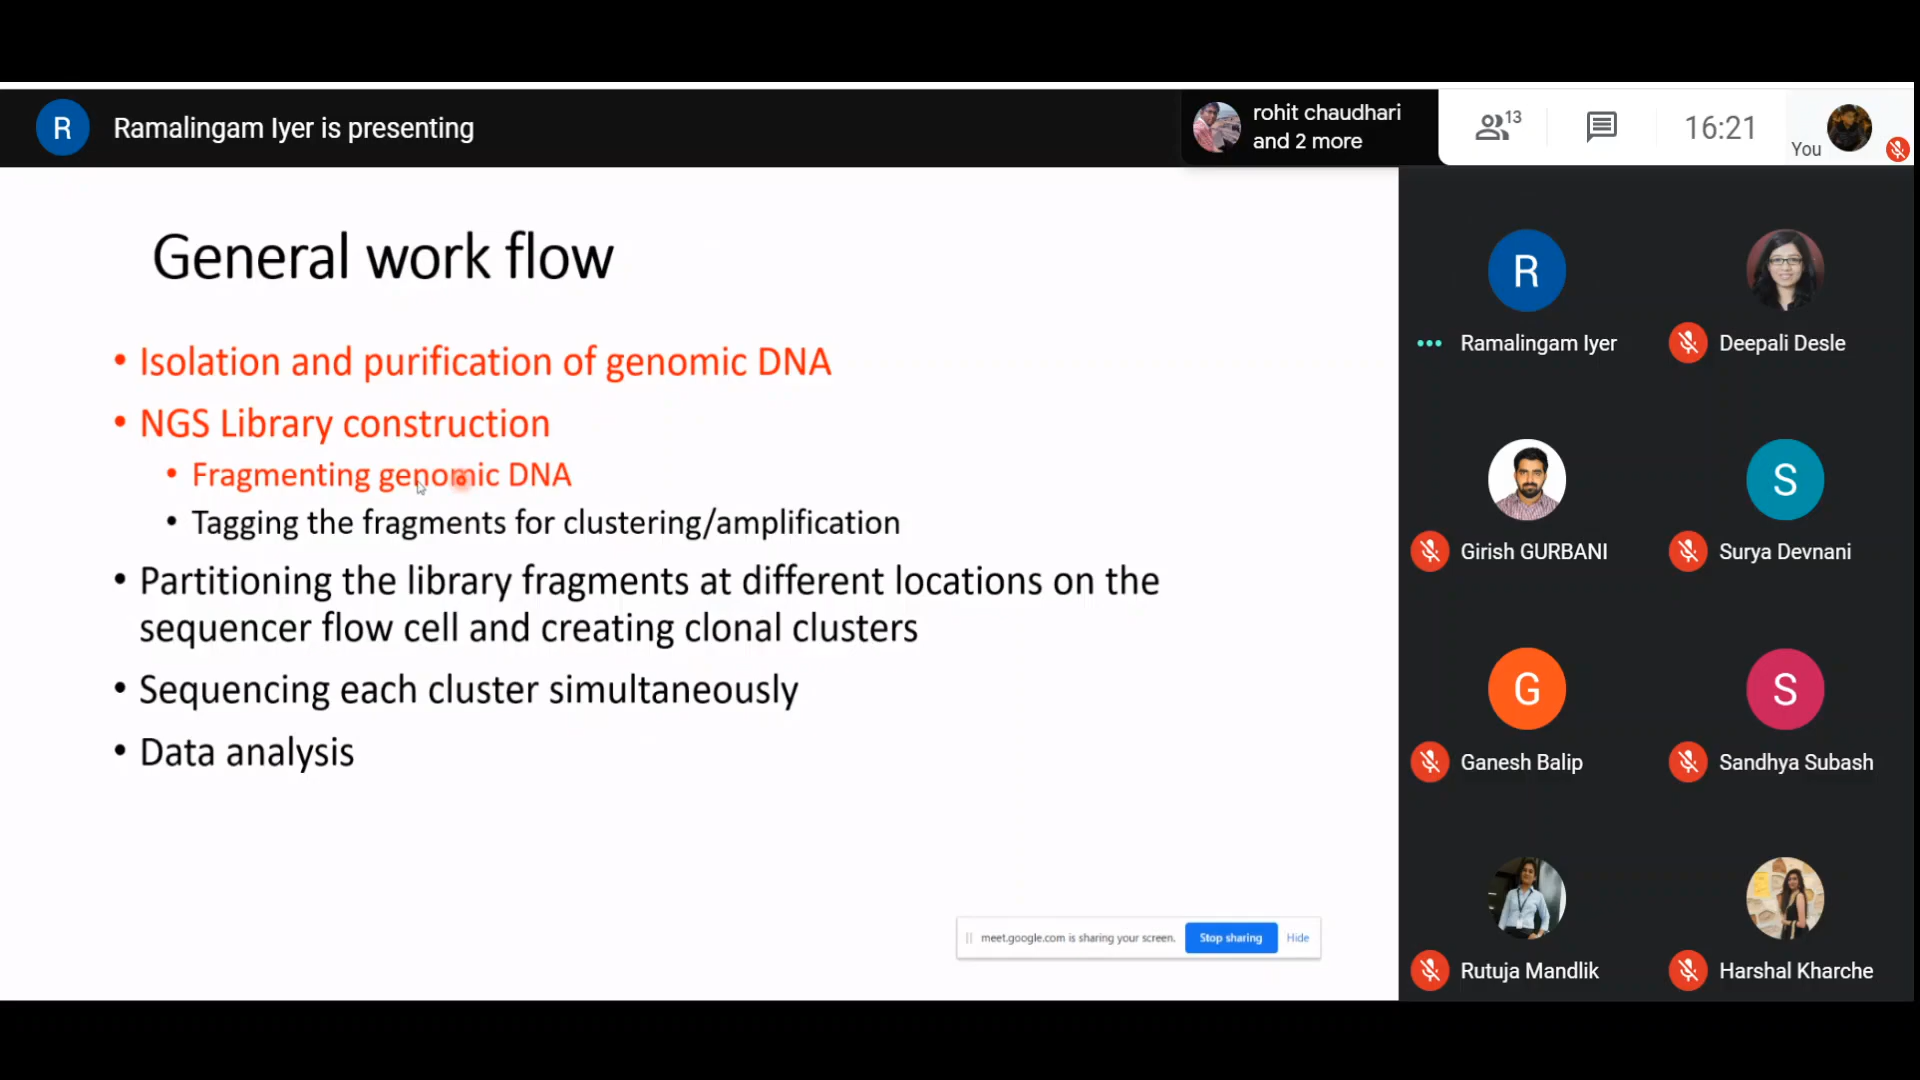 R Ramalingam Iyer is presenting
rohit chaudhari
and 2 more
13
16:21
You
General work flow
• Isolation and purification of genomic DNA
• NGS Library construction
• Fragmenting genomic DNA
• Tagging the fragments for clustering/amplification
• Partitioning the library fragments at different locations on the
sequencer flow cell and creating clonal clusters
• Sequencing each cluster simultaneously
• Data analysis
meet.google.com is sharing your screen. Stop sharing Hide
R
Ramalingam Iyer
Deepali Desle
Girish GURBANI
S
Surya Devnani
G
Ganesh Balip
S
Sandhya Subash
Rutuja Mandlik
Harshal Kharche